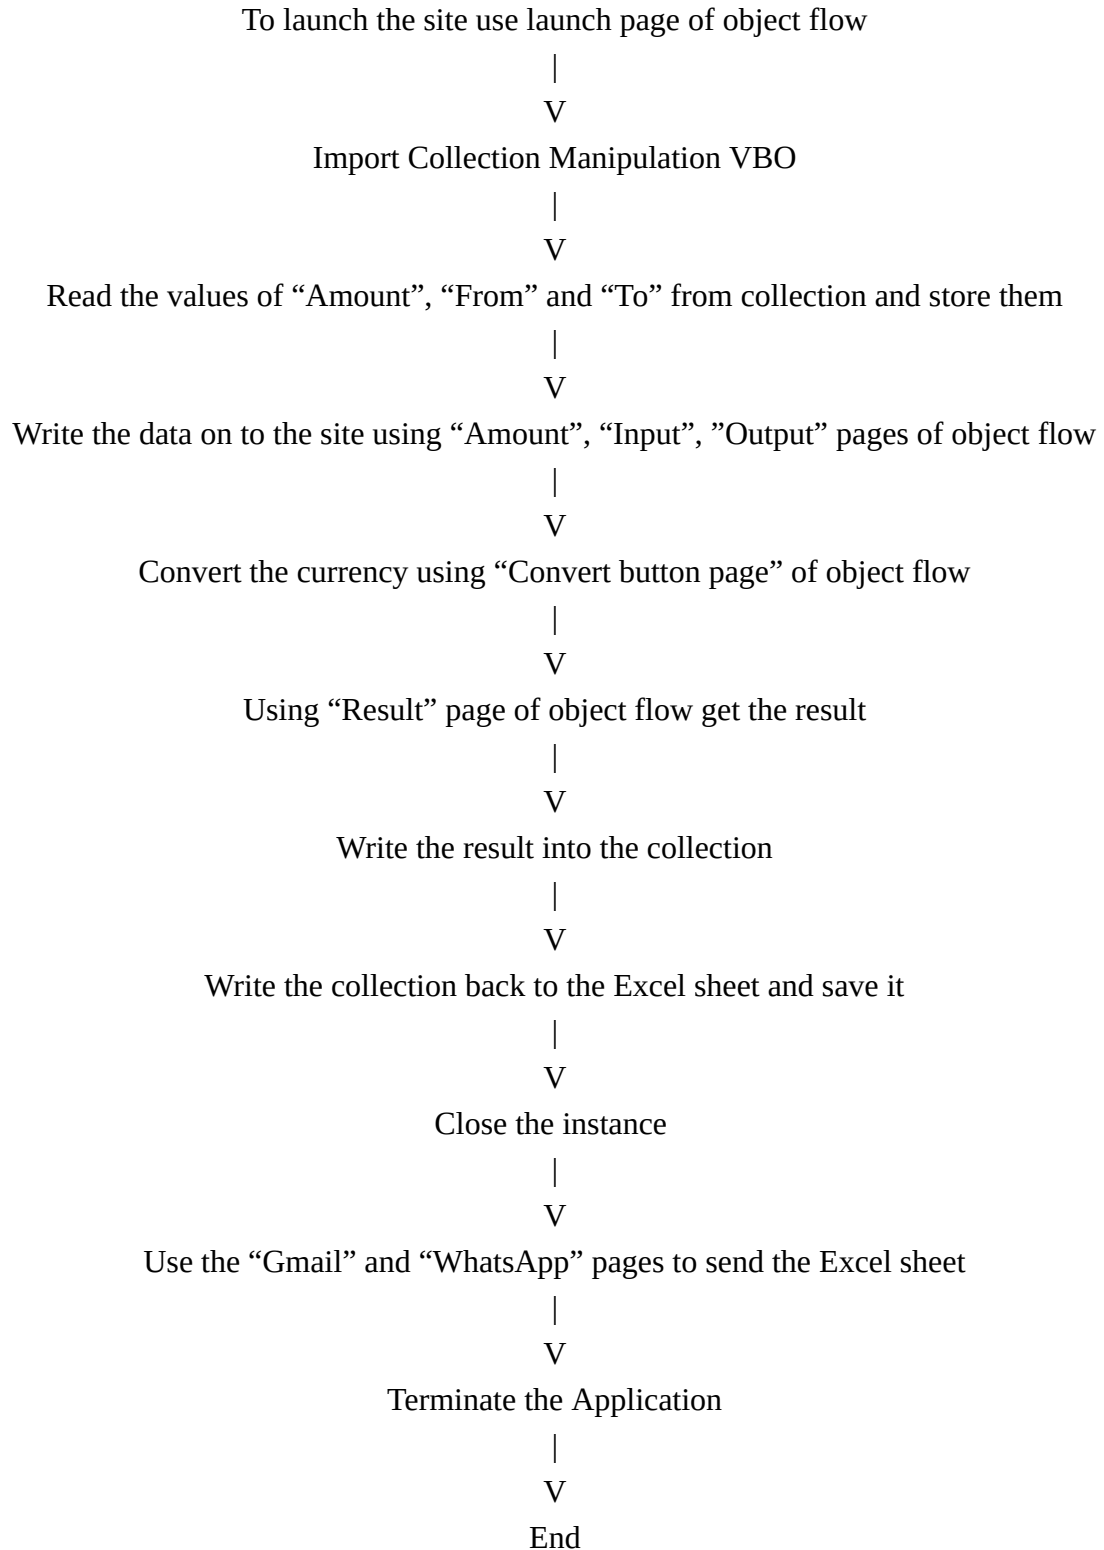 To launch the site use launch page of object flow
|
V
Import Collection Manipulation VBO
|
V
Read the values of “Amount”, “From” and “To” from collection and store them
|
V
Write the data on to the site using “Amount”, “Input”, ”Output” pages of object flow
|
V
Convert the currency using “Convert button page” of object flow
|
V
Using “Result” page of object flow get the result
|
V
Write the result into the collection
|
V
Write the collection back to the Excel sheet and save it
|
V
Close the instance
|
V
Use the “Gmail” and “WhatsApp” pages to send the Excel sheet
|
V
Terminate the Application
|
V
End